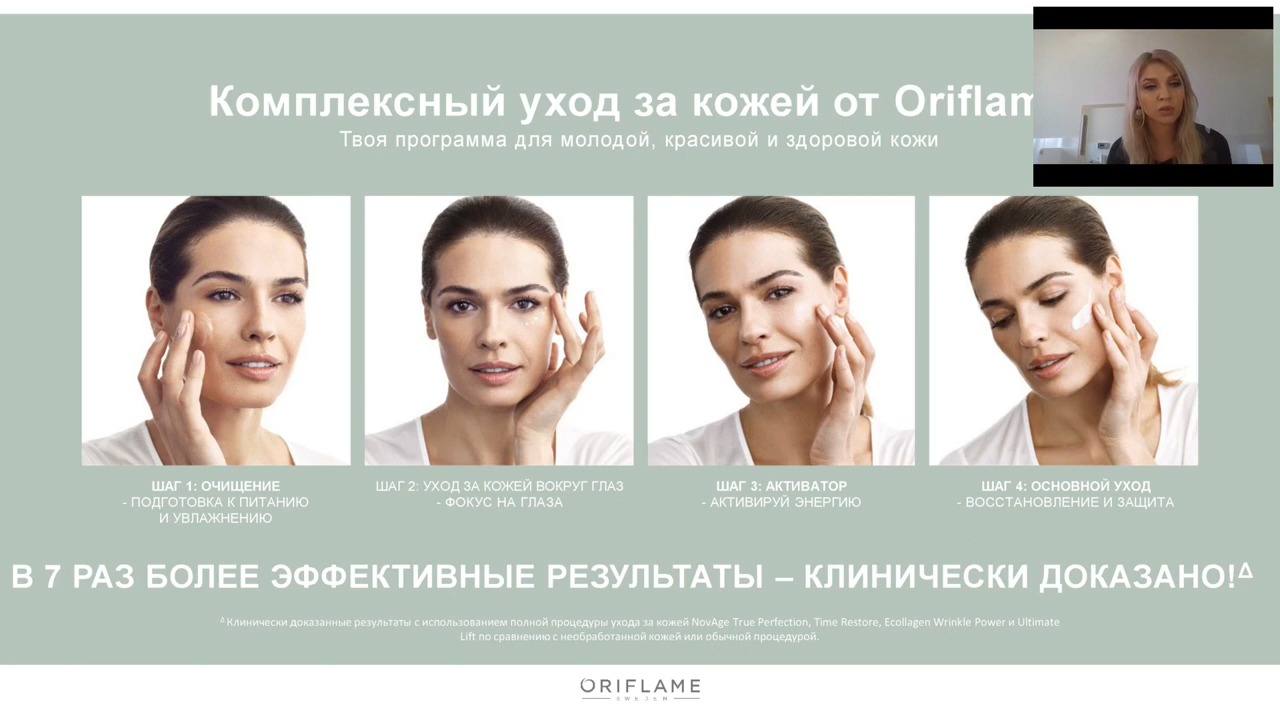 Комплексный уход за кожей от Oriflam
Твоя программа для молодой, красивой и здоровой кожи
ШАГ 1: ОЧИЩЕНИЕ
- ПОДГОТОВКА К ПИТАНИЮ
И УВЛАЖНЕНИЮ
ШАГ 2: УХОД ЗА КОЖЕЙ ВОКРУГ ГЛАЗ
- ФОКУС НА ГЛАЗА
ШАГ 3: АКТИВАТОР
- АКТИВИРУЙ ЭНЕРГИЮ
ШАГ 4: ОСНОВНОЙ УХОД
- ВОССТАНОВЛЕНИЕ И ЗАЩИТА
В 7 РАЗ БОЛЕЕ ЭФФЕКТИВНЫЕ РЕЗУЛЬТАТЫ – КЛИНИЧЕСКИ ДОКАЗАНО!Δ
Δ Клинически доказанные результаты с использованием полной процедуры ухода за кожей NovAge True Perfection, Time Restore, Ecollagen Wrinkle Power и Ultimate
Lift по сравнению с необработанной кожей или обычной процедурой.
ORIFLAME
SWEDEN